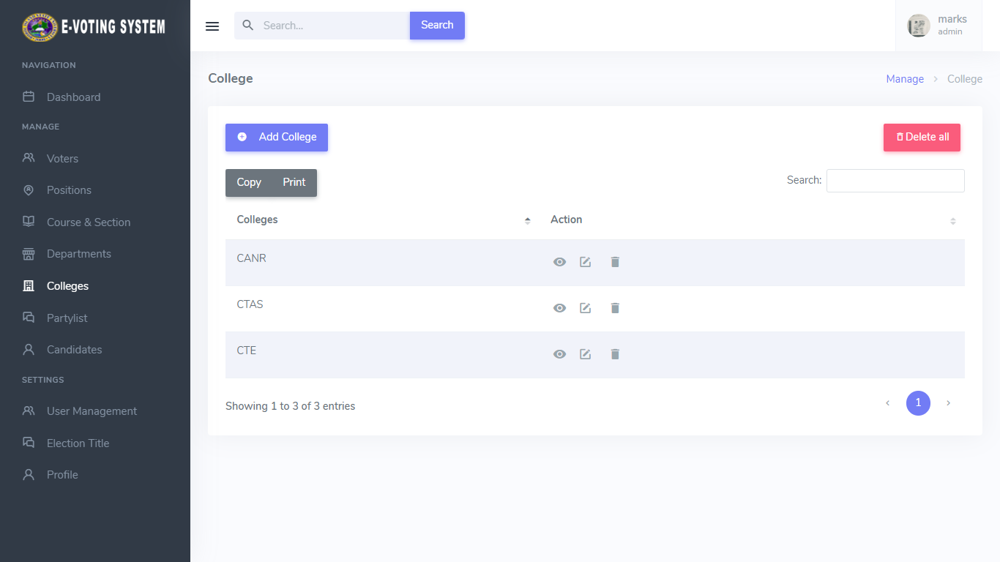 E-VOTING SYSTEM
Search...
Search
marks
admin
NAVIGATION
Dashboard
MANAGE
Voters
Positions
Course & Section
Departments
Colleges
Partylist
Candidates
SETTINGS
User Management
Election Title
Profile
College
Manage > College
Add College
Delete all
Copy Print
Search:
Colleges Action
CANR
CTAS
CTE
Showing 1 to 3 of 3 entries
‹ 1 ›